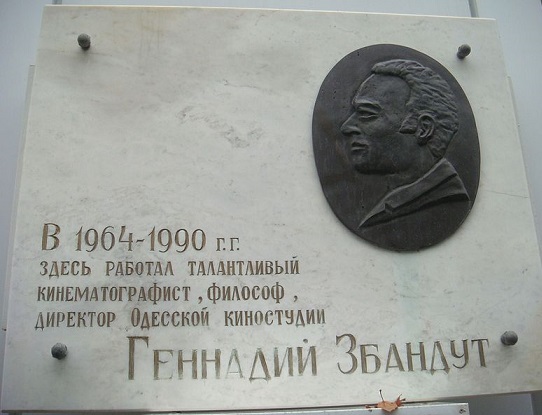 В 1964-1990 г.г.
здесь работал талантливый
кинематографист, философ,
директор Одесской киностудии
Геннадий Збандут